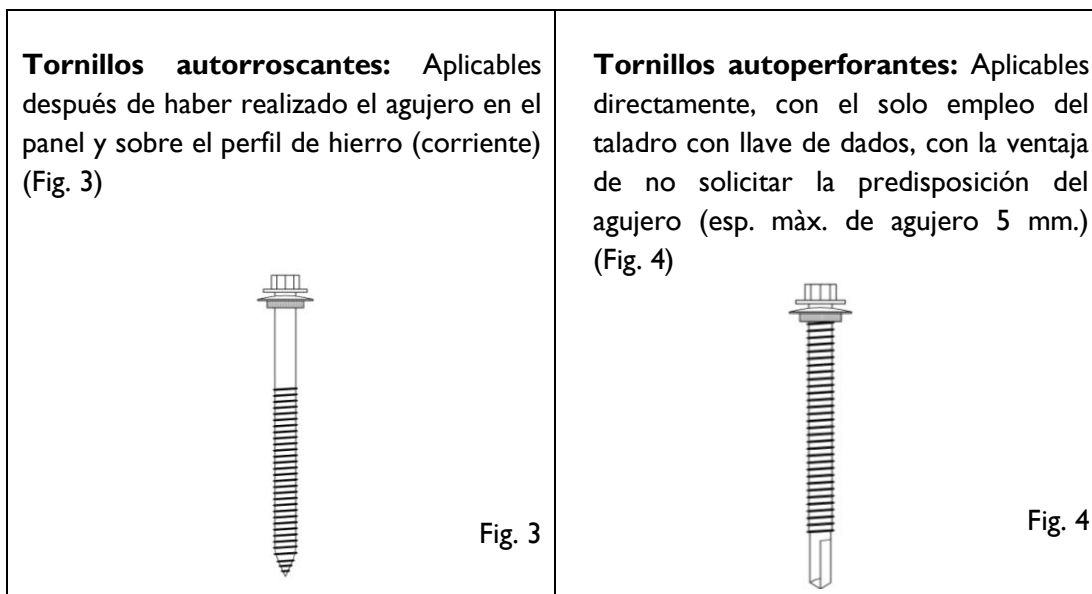 Tornillos autorroscantes: Aplicables
después de haber realizado el agujero en el
panel y sobre el perfil de hierro (corriente)
(Fig. 3)
Fig. 3
Tornillos autoperforantes: Aplicables
directamente, con el solo empleo del
taladro con llave de dados, con la ventaja
de no solicitar la predisposición del
agujero (esp. màx. de agujero 5 mm.)
(Fig. 4)
Fig. 4